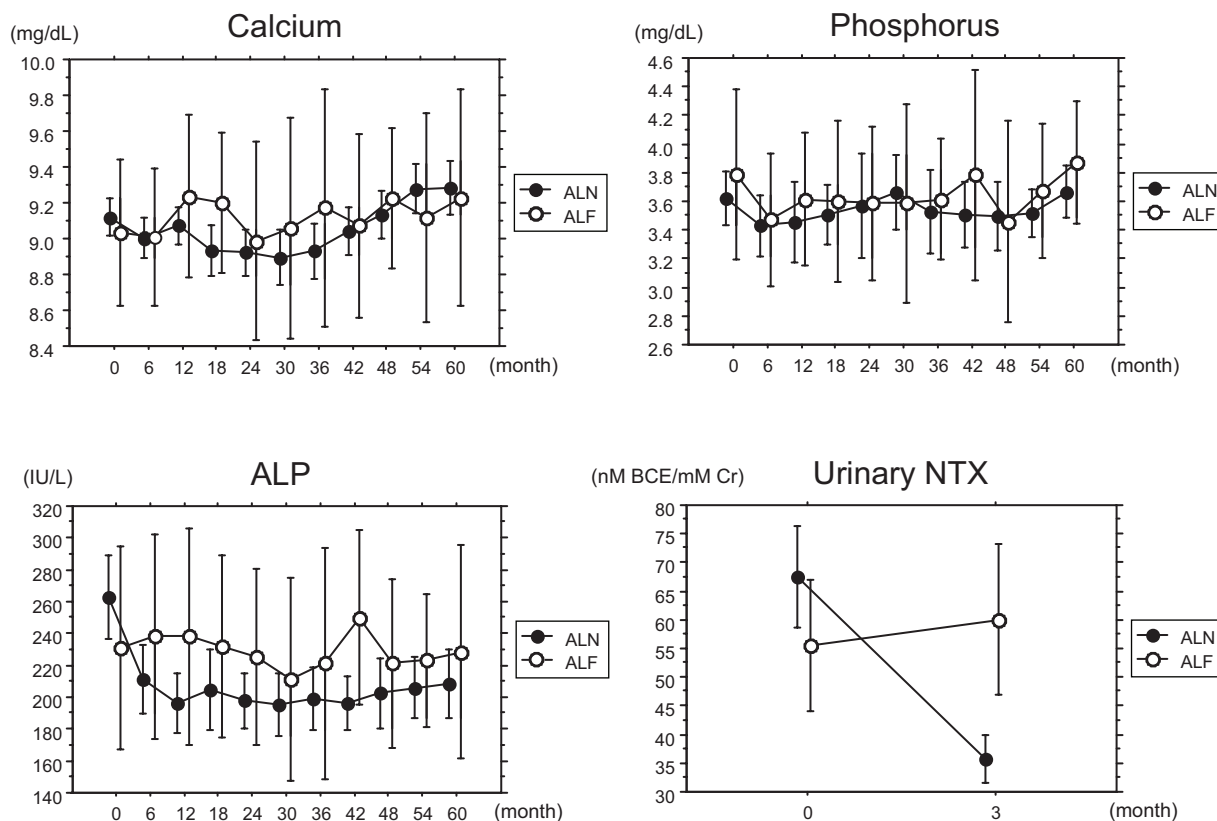 Calcium
(mg/dL)
10.0
9.8
9.6
9.4
9.2
9.0
8.8
8.6
8.4
0 6 12 18 24 30 36 42 48 54 60 (month)
ALN
ALF
Phosphorus
(mg/dL)
4.6
4.4
4.2
4.0
3.8
3.6
3.4
3.2
3.0
2.8
2.6
0 6 12 18 24 30 36 42 48 54 60 (month)
ALN
ALF
ALP
(IU/L)
320
300
280
260
240
220
200
180
160
140
0 6 12 18 24 30 36 42 48 54 60 (month)
ALN
ALF
Urinary NTX
(nM BCE/mM Cr)
80
75
70
65
60
55
50
45
40
35
30
0 3 (month)
ALN
ALF